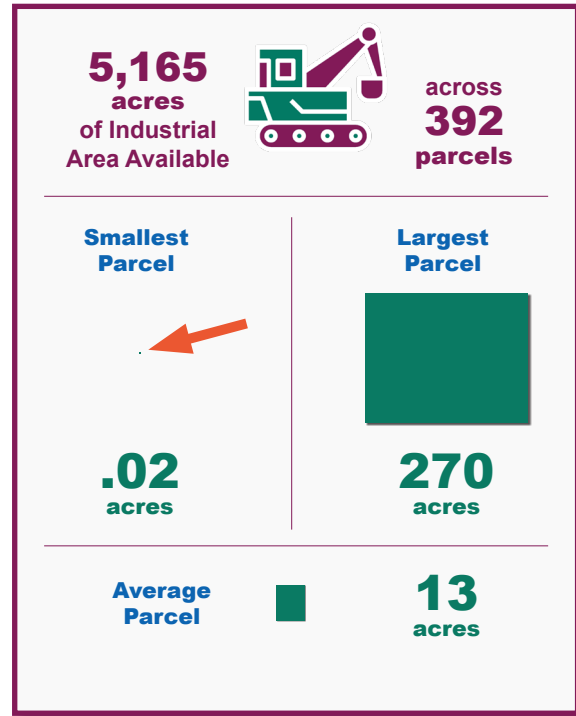 5,165
acres
of Industrial
Area Available
across
392
parcels
Smallest
Parcel
.02
acres
Largest
Parcel
270
acres
Average
Parcel
13
acres